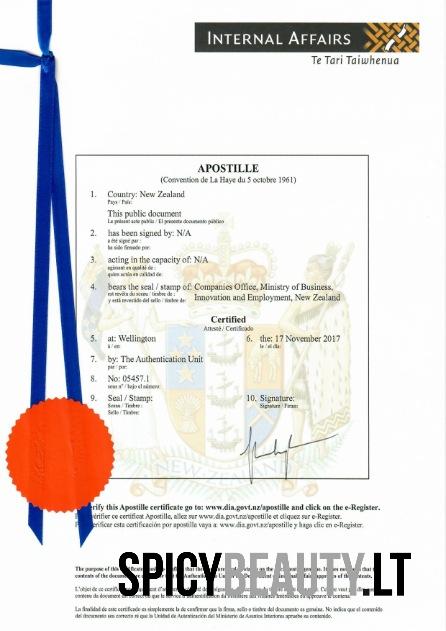 INTERNAL AFFAIRS
Te Tari Taiwhenua
APOSTILLE
(Convention de La Haye du 5 octobre 1961)
1. Country: New Zealand
Pays / País:
This public document
Le présent acte public / El presente documento público
2. has been signed by: N/A
a été signé par :
ha sido firmado por:
3. acting in the capacity of: N/A
agissant en qualité de :
quien actúa en calidad de:
4. bears the seal / stamp of: Companies Office, Ministry of Business,
est revêtu du sceau / timbre de :
Innovation and Employment, New Zealand
y está revestido del sello / timbre de:
Certified
Attesté / Certificado
5. at: Wellington 6. the: 17 November 2017
à / en: le / el día:
7. by: The Authentication Unit
par / por:
8. No: 05457.1
sous nº / bajo el número:
9. Seal / Stamp: 10. Signature:
Sceau / Timbre: Signature / Firma:
Sello / Timbre:
NEW ZEALAND
verify this Apostille certificate go to: www.dia.govt.nz/apostille and click on the e-Register.
vérifier ce certificat Apostille, allez sur www.dia.govt.nz/apostille et cliquez sur e-Register.
verificar esta certificación por apostille vaya a: www.dia.govt.nz/apostille y haga clic en e-Register.
SPICYBEAUTY.LT
The purpose of this
contents of the document
L'objet de ce
contenu du document
La finalidad de este certificado es simplemente la de confirmar que la firma, sello o timbre del documento es genuino. No indica que el contenido
del documento sea correcto ni que la Unidad de Autenticación del Ministerio de Asuntos Interiores apruebe su contenido.